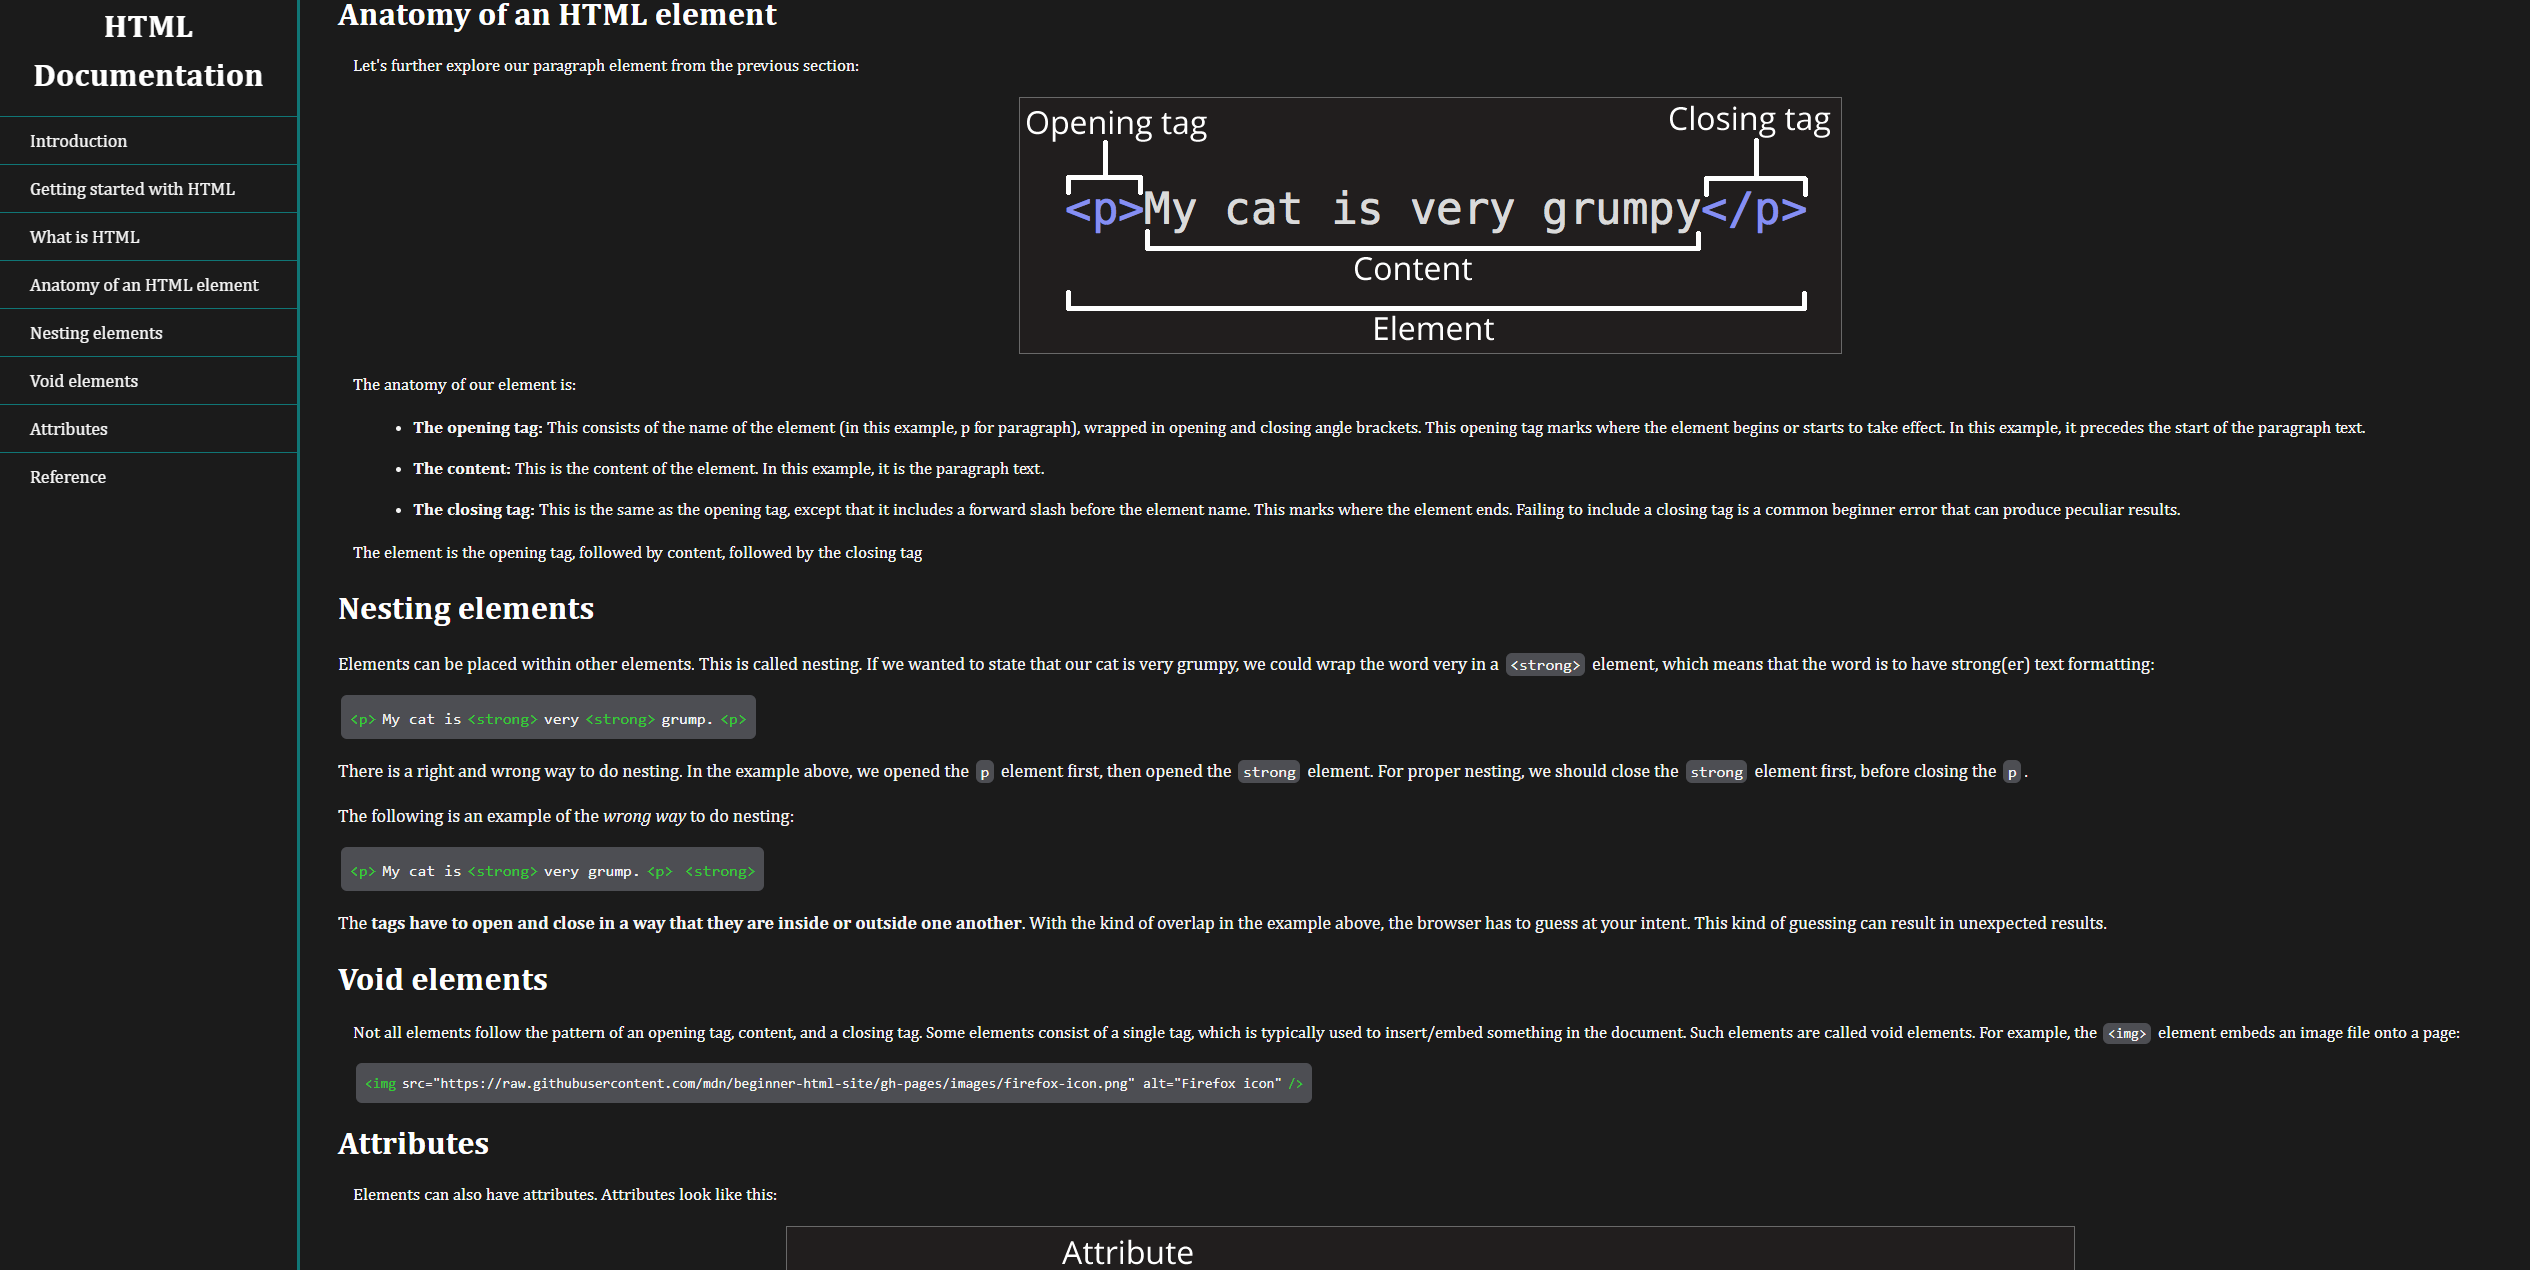 HTML
Documentation
Introduction
Getting started with HTML
What is HTML
Anatomy of an HTML element
Nesting elements
Void elements
Attributes
Reference
Anatomy of an HTML element
Let's further explore our paragraph element from the previous section:
Opening tag
Closing tag
<p>My cat is very grumpy</p>
Content
Element
The anatomy of our element is:
• The opening tag: This consists of the name of the element (in this example, p for paragraph), wrapped in opening and closing angle brackets. This opening tag marks where the element begins or starts to take effect. In this example, it precedes the start of the paragraph text.
• The content: This is the content of the element. In this example, it is the paragraph text.
• The closing tag: This is the same as the opening tag, except that it includes a forward slash before the element name. This marks where the element ends. Failing to include a closing tag is a common beginner error that can produce peculiar results.
The element is the opening tag, followed by content, followed by the closing tag
Nesting elements
Elements can be placed within other elements. This is called nesting. If we wanted to state that our cat is very grumpy, we could wrap the word very in a <strong> element, which means that the word is to have strong(er) text formatting:
<p> My cat is <strong> very <strong> grump. <p>
There is a right and wrong way to do nesting. In the example above, we opened the p element first, then opened the strong element. For proper nesting, we should close the strong element first, before closing the p .
The following is an example of the wrong way to do nesting:
<p> My cat is <strong> very grump. <p> <strong>
The tags have to open and close in a way that they are inside or outside one another. With the kind of overlap in the example above, the browser has to guess at your intent. This kind of guessing can result in unexpected results.
Void elements
Not all elements follow the pattern of an opening tag, content, and a closing tag. Some elements consist of a single tag, which is typically used to insert/embed something in the document. Such elements are called void elements. For example, the <img> element embeds an image file onto a page:
<img src="https://raw.githubusercontent.com/mdn/beginner-html-site/gh-pages/images/firefox-icon.png" alt="Firefox icon" />
Attributes
Elements can also have attributes. Attributes look like this:
Attribute